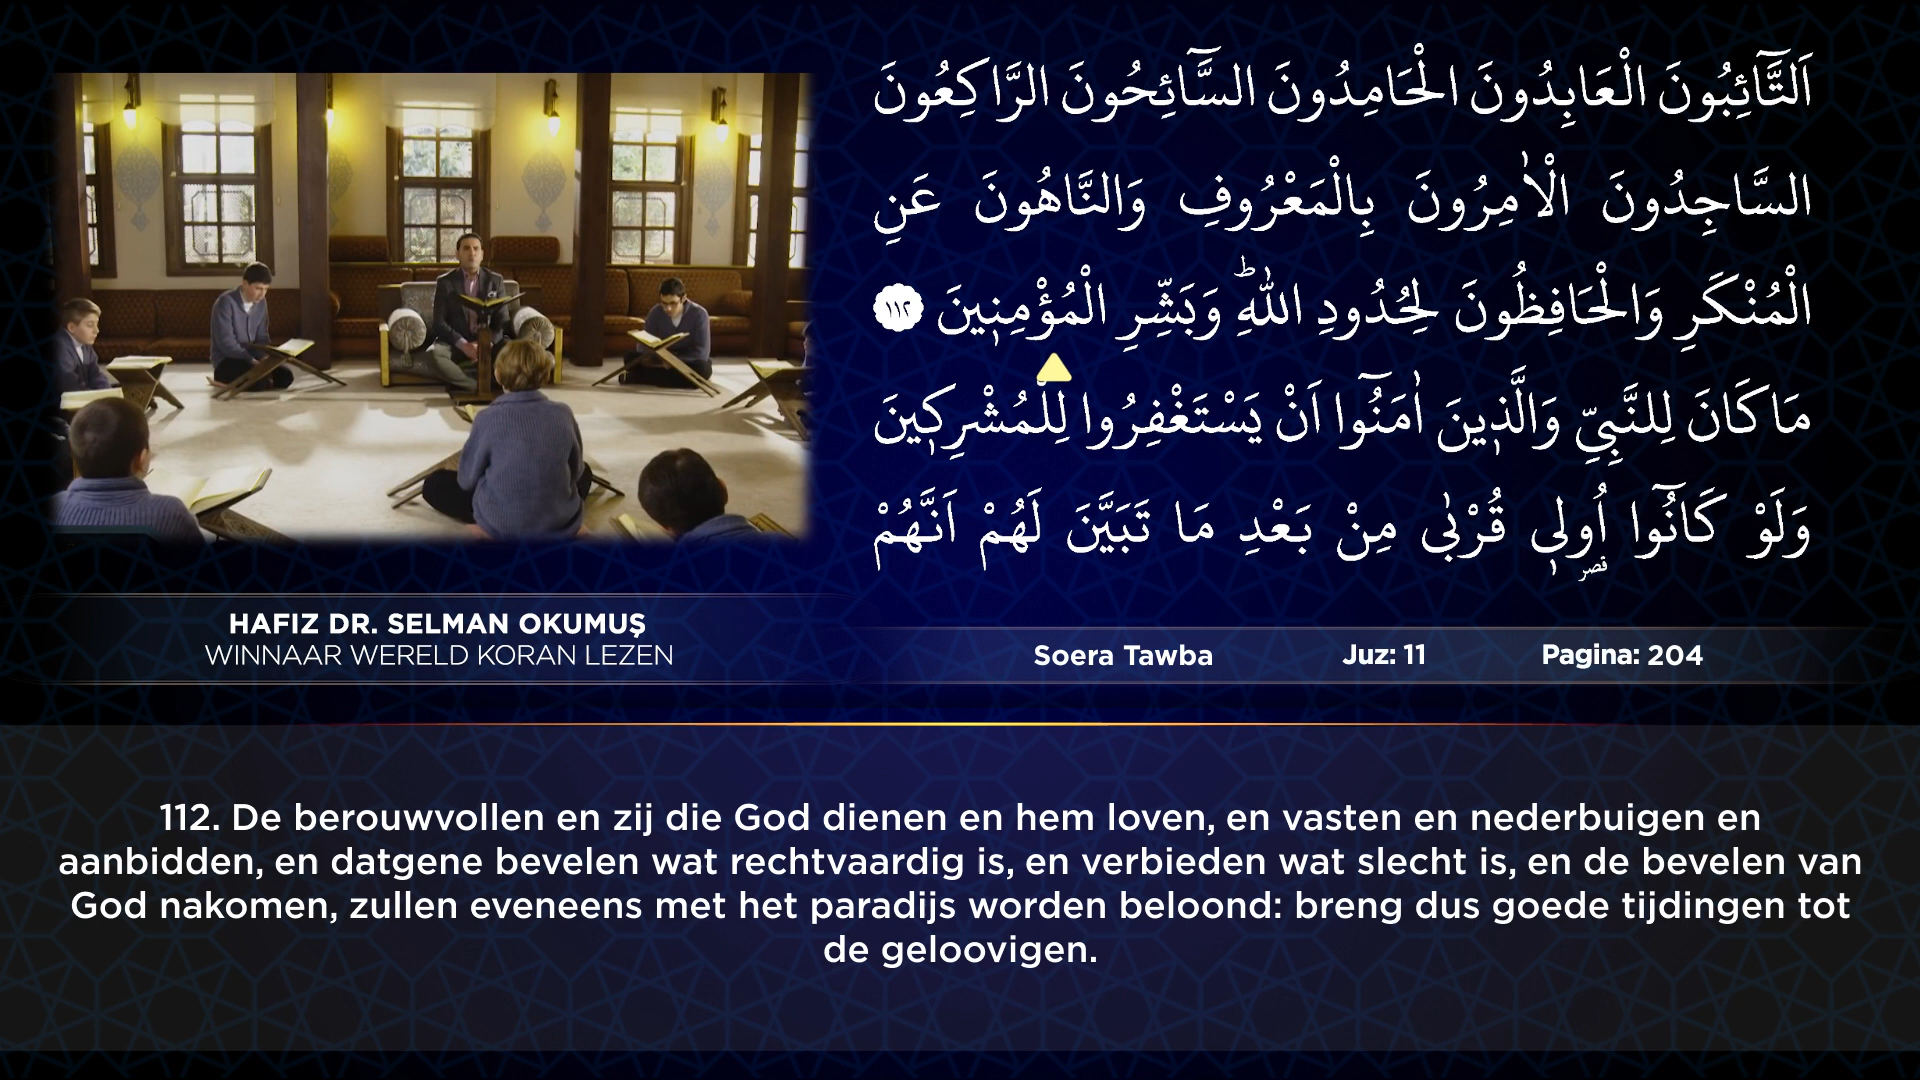 اَلتَّٓائِبُونَ الْعَابِدُونَ الْحَامِدُونَ السَّٓائِحُونَ الرَّاكِعُونَ
السَّاجِدُونَ الْاٰمِرُونَ بِالْمَعْرُوفِ وَالنَّاهُونَ عَنِ
الْمُنْكَرِ وَالْحَافِظُونَ لِحُدُودِ اللّٰهِۜ وَبَشِّرِ الْمُؤْمِن۪ينَ ﴿١١٢﴾
مَا كَانَ لِلنَّبِيِّ وَالَّذ۪ينَ اٰمَنُٓوا اَنْ يَسْتَغْفِرُوا لِلْمُشْرِك۪ينَ
وَلَوْ كَانُٓوا اُو۬ل۪ي قُرْبٰى مِنْ بَعْدِ مَا تَبَيَّنَ لَهُمْ اَنَّهُمْ
قصر
HAFIZ DR. SELMAN OKUMUŞ
WINNAAR WERELD KORAN LEZEN
Soera Tawba Juz: 11 Pagina: 204
112. De berouwvollen en zij die God dienen en hem loven, en vasten en nederbuigen en
aanbidden, en datgene bevelen wat rechtvaardig is, en verbieden wat slecht is, en de bevelen van
God nakomen, zullen eveneens met het paradijs worden beloond: breng dus goede tijdingen tot
de geloovigen.